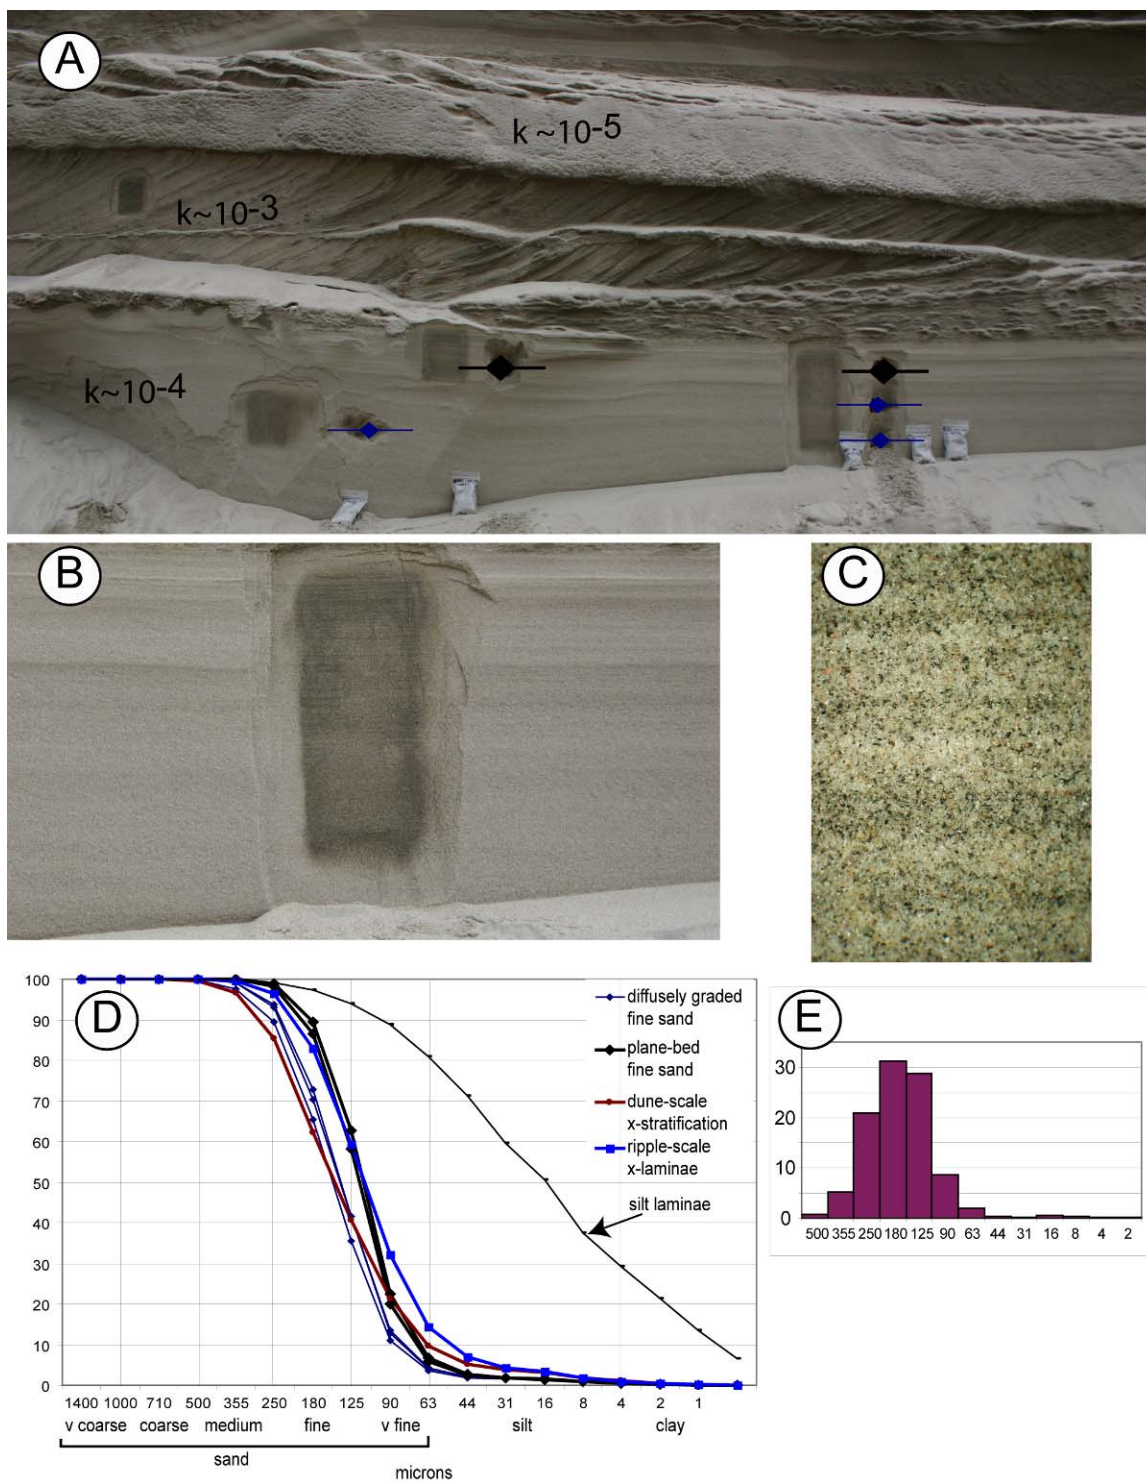 A
k ~10-5
k~10-3
k~10-4
B
C
D
100
90
80
70
60
50
40
30
20
10
0
diffusely graded
fine sand
plane-bed
fine sand
dune-scale
x-stratification
ripple-scale
x-laminae
silt laminae
1400 1000 710 500 355 250 180 125 90 63 44 31 16 8 4 2 1
v coarse coarse medium fine v fine silt clay
sand
microns
E
30
20
10
0
500 355 250 180 125 90 63 44 31 16 8 4 2